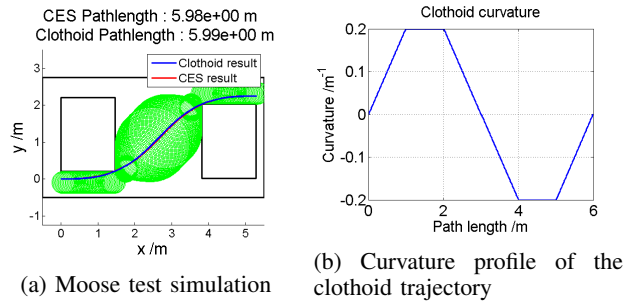 CES Pathlength : 5.98e+00 m
Clothoid Pathlength : 5.99e+00 m
Clothoid result
CES result
3
2
1
0
-1
y /m
0
1
2
3
4
5
x /m
(a) Moose test simulation
Clothoid curvature
0.2
0.1
0
-0.1
-0.2
Curvature /m-1
0
2
4
6
Path length /m
(b) Curvature profile of the
clothoid trajectory